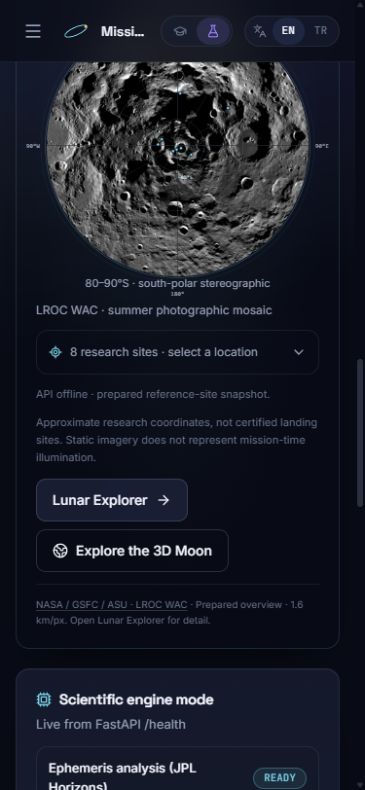 Missi...
EN
TR
90°W
90°E
80–90°S · south-polar stereographic
180°
LROC WAC · summer photographic mosaic
8 research sites · select a location
API offline · prepared reference-site snapshot.
Approximate research coordinates, not certified landing
sites. Static imagery does not represent mission-time
illumination.
Lunar Explorer →
Explore the 3D Moon
NASA / GSFC / ASU · LROC WAC · Prepared overview · 1.6
km/px. Open Lunar Explorer for detail.
Scientific engine mode
Live from FastAPI /health
Ephemeris analysis (JPL
Horizons)
READY